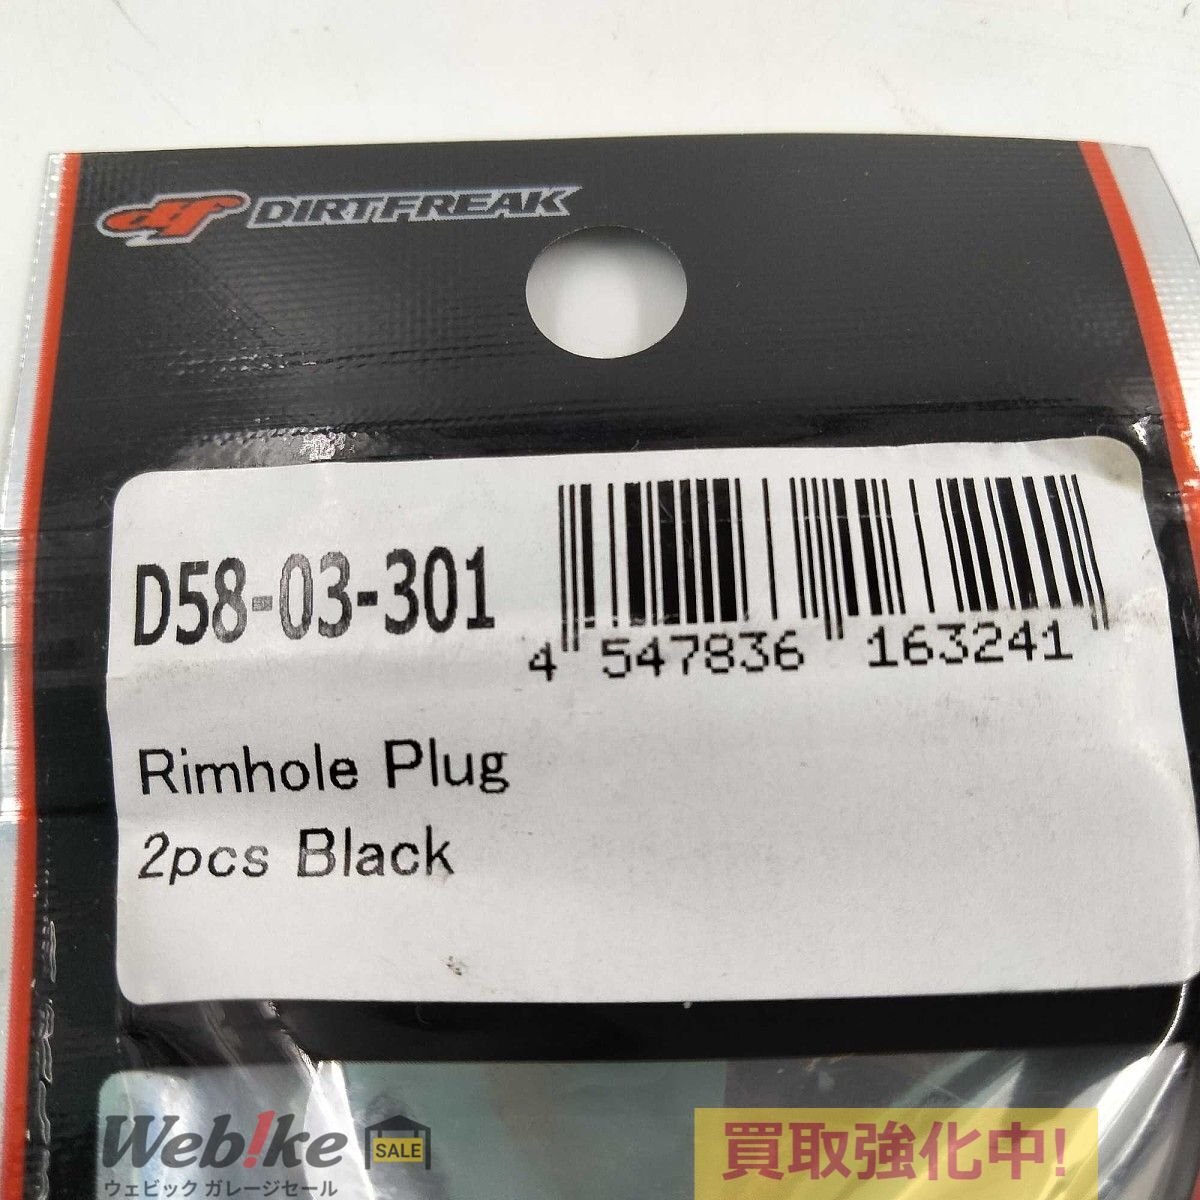 df DIRTFREAK
D58-03-301
4 547836 163241
Rimhole Plug
2pcs Black
Web!ke SALE
ウェビック ガレージセール
買取強化中!